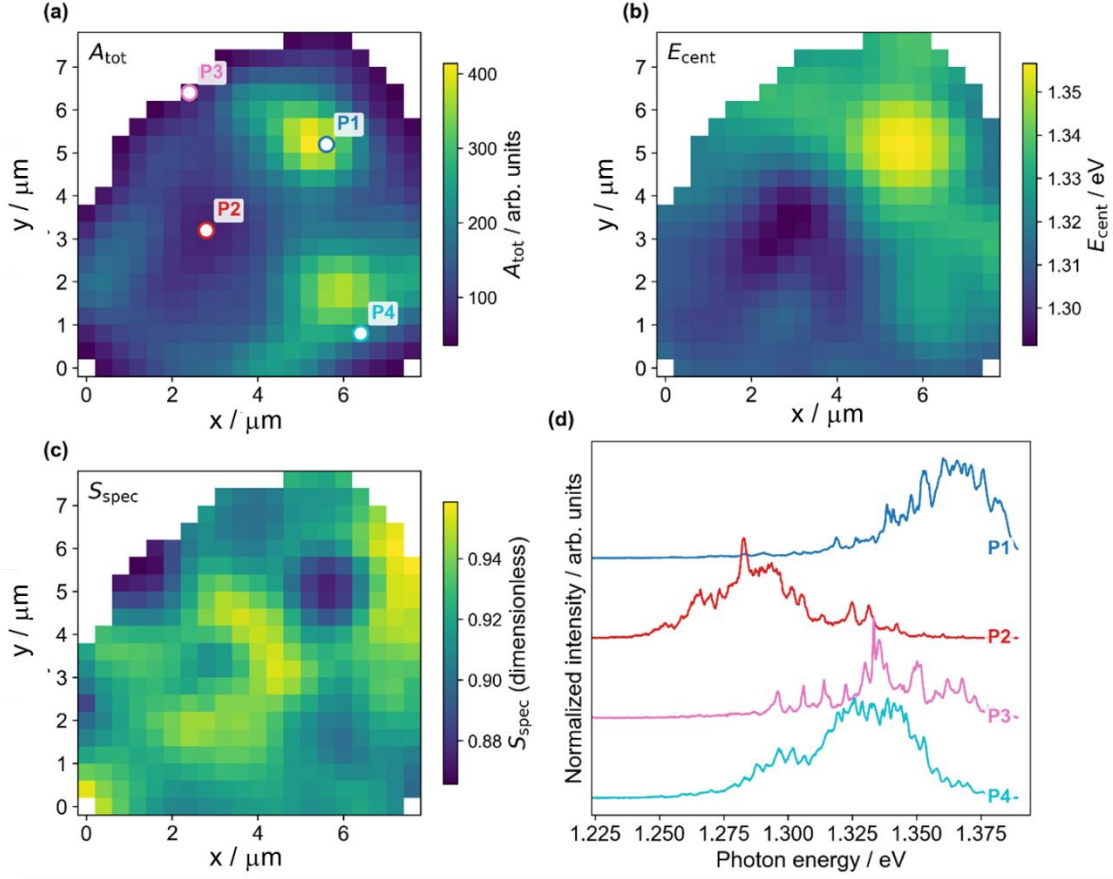 (a)
A_tot
P3
P1
P2
P4
7
6
5
4
3
2
1
0
y / μm
0 2 4 6
x / μm
400
300
200
100
A_tot / arb. units
(b)
E_cent
7
6
5
4
3
2
1
0
y / μm
0 2 4 6
x / μm
1.35
1.34
1.33
1.32
1.31
1.30
E_cent / eV
(c)
S_spec
7
6
5
4
3
2
1
0
y / μm
0 2 4 6
x / μm
0.94
0.92
0.90
0.88
S_spec (dimensionless)
(d)
Normalized intensity / arb. units
P1
P2
P3
P4
1.225 1.250 1.275 1.300 1.325 1.350 1.375
Photon energy / eV